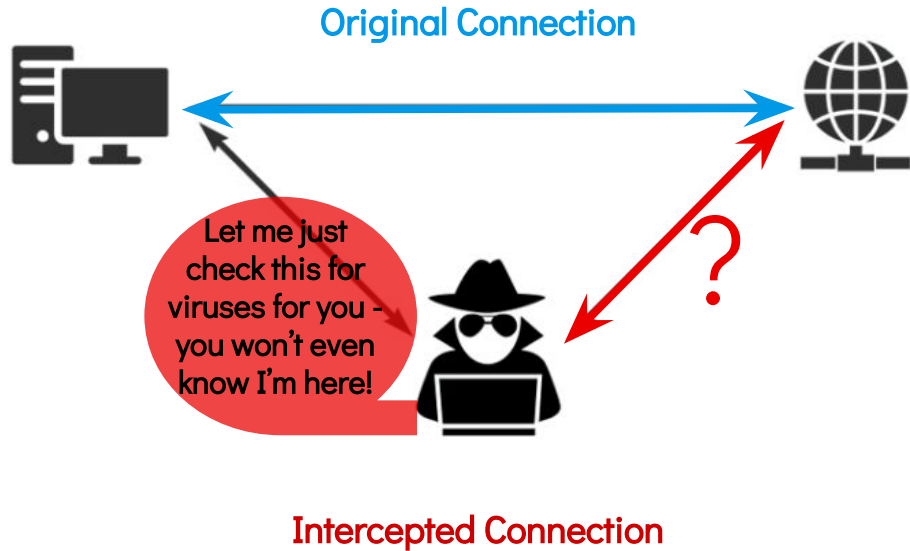 Original Connection
Let me just
check this for
viruses for you -
you won't even
know I'm here!
?
Intercepted Connection